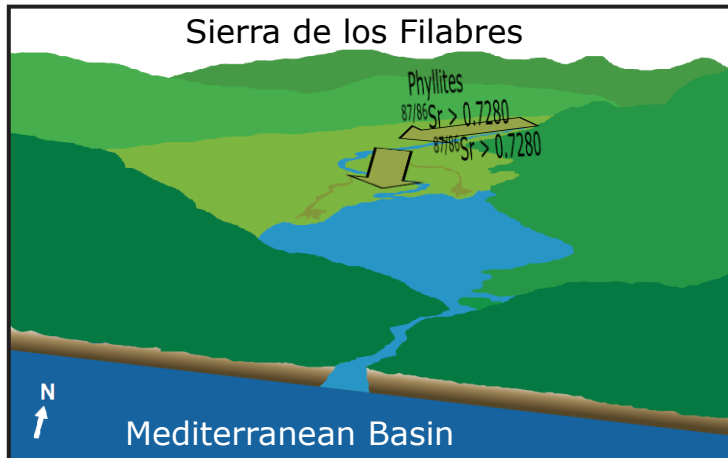 Sierra de los Filabres
Phyllites
87/86Sr > 0.7280
87/86Sr > 0.7280
N
Mediterranean Basin